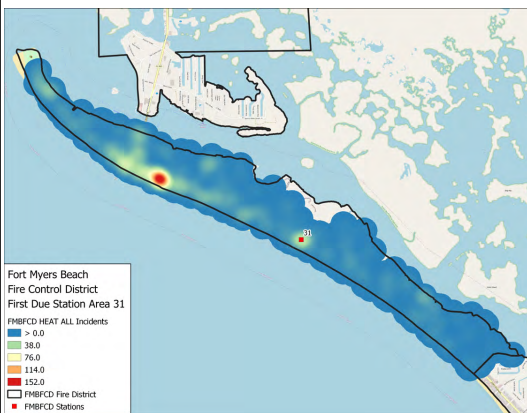 31
Fort Myers Beach
Fire Control District
First Due Station Area 31
FMBFCD HEAT ALL Incidents
> 0.0
38.0
76.0
114.0
152.0
FMBFCD Fire District
FMBFCD Stations